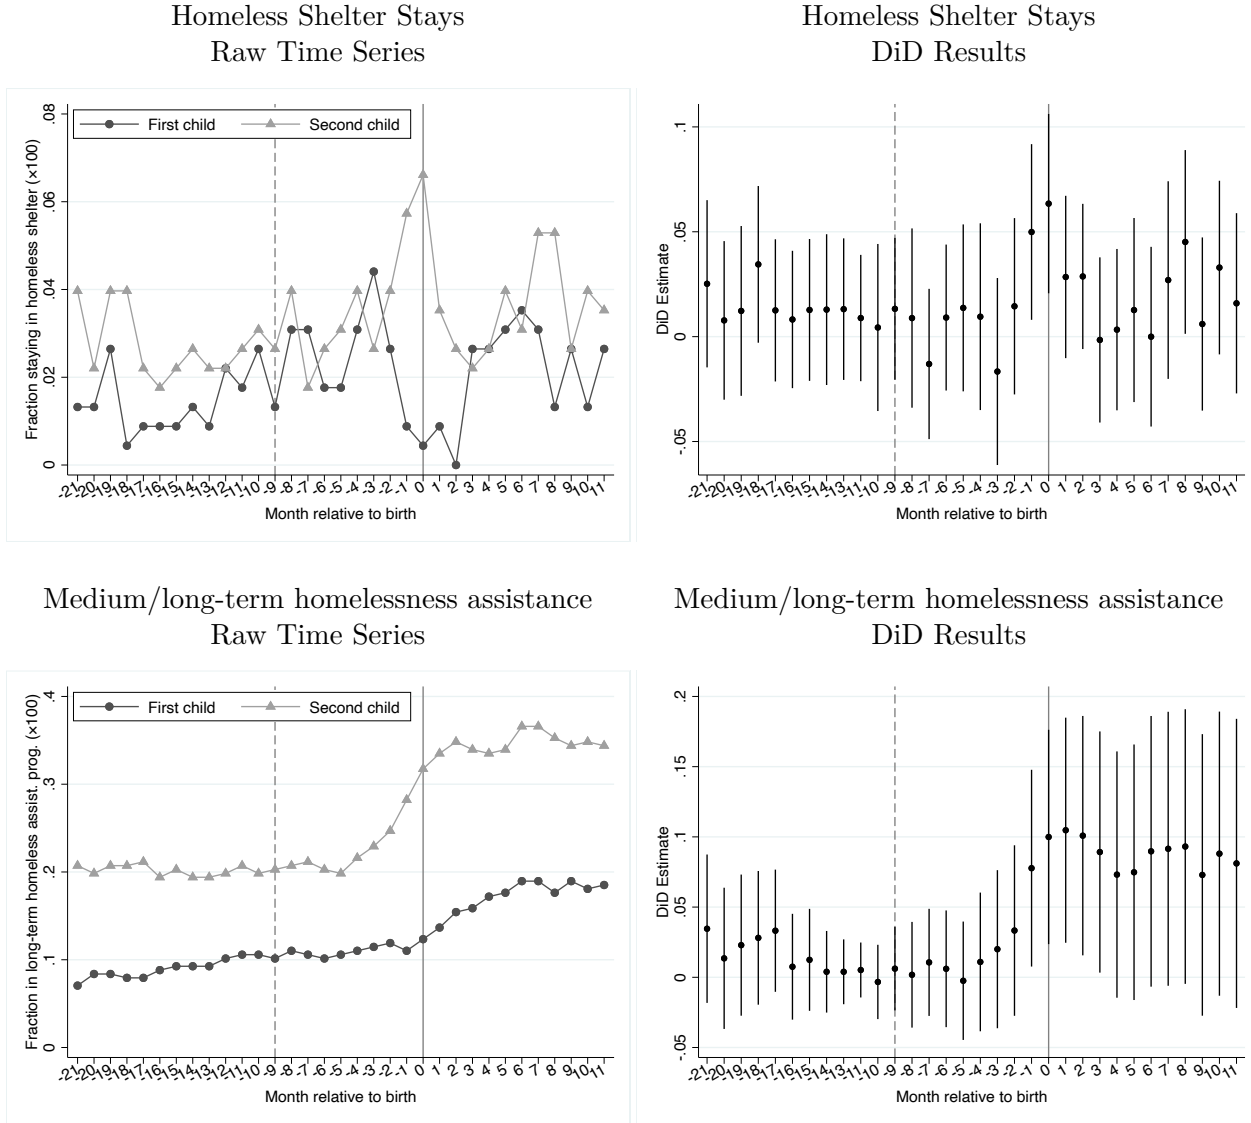 Homeless Shelter Stays
Raw Time Series
Fraction staying in homeless shelter (×100)
.08
.06
.04
.02
0
First child
Second child
-21 -20 -19 -18 -17 -16 -15 -14 -13 -12 -11 -10 -9 -8 -7 -6 -5 -4 -3 -2 -1 0 1 2 3 4 5 6 7 8 9 10 11
Month relative to birth
Homeless Shelter Stays
DiD Results
DiD Estimate
.1
.05
0
-.05
-21 -20 -19 -18 -17 -16 -15 -14 -13 -12 -11 -10 -9 -8 -7 -6 -5 -4 -3 -2 -1 0 1 2 3 4 5 6 7 8 9 10 11
Month relative to birth
Medium/long-term homelessness assistance
Raw Time Series
Fraction in long-term homeless assist. prog. (×100)
.4
.3
.2
.1
0
First child
Second child
-21 -20 -19 -18 -17 -16 -15 -14 -13 -12 -11 -10 -9 -8 -7 -6 -5 -4 -3 -2 -1 0 1 2 3 4 5 6 7 8 9 10 11
Month relative to birth
Medium/long-term homelessness assistance
DiD Results
DiD Estimate
.2
.15
.1
.05
0
-.05
-21 -20 -19 -18 -17 -16 -15 -14 -13 -12 -11 -10 -9 -8 -7 -6 -5 -4 -3 -2 -1 0 1 2 3 4 5 6 7 8 9 10 11
Month relative to birth